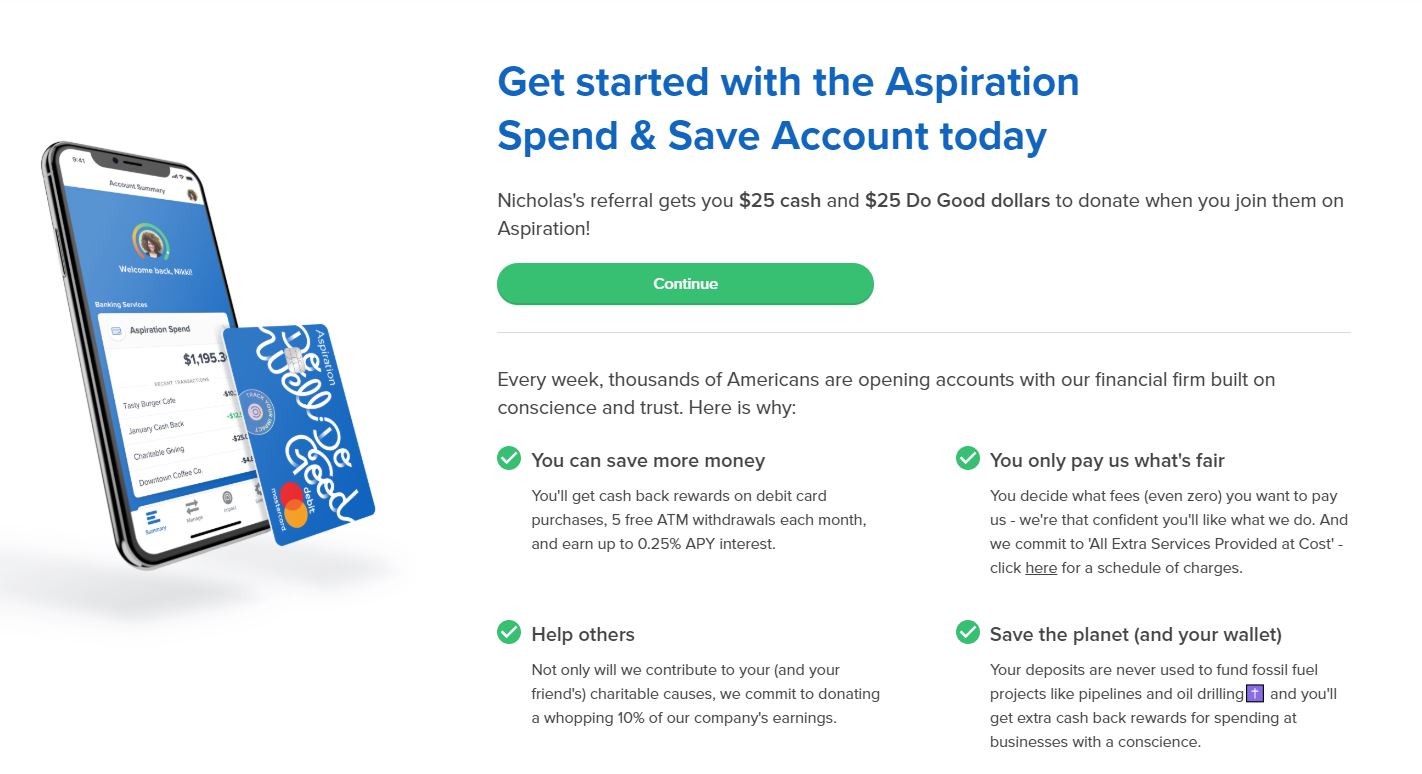 Get started with the Aspiration
Spend & Save Account today
Nicholas's referral gets you $25 cash and $25 Do Good dollars to donate when you join them on
Aspiration!
Continue
Every week, thousands of Americans are opening accounts with our financial firm built on
conscience and trust. Here is why:
You can save more money
You'll get cash back rewards on debit card
purchases, 5 free ATM withdrawals each month,
and earn up to 0.25% APY interest.
You only pay us what's fair
You decide what fees (even zero) you want to pay
us - we're that confident you'll like what we do. And
we commit to 'All Extra Services Provided at Cost' -
click here for a schedule of charges.
Help others
Not only will we contribute to your (and your
friend's) charitable causes, we commit to donating
a whopping 10% of our company's earnings.
Save the planet (and your wallet)
Your deposits are never used to fund fossil fuel
projects like pipelines and oil drilling✝ and you'll
get extra cash back rewards for spending at
businesses with a conscience.
9:41
Account Summary
Welcome back, Nikki!
Banking Services
Aspiration Spend
$1,195.3
RECENT TRANSACTIONS
Tasty Burger Cafe
January Cash Back
Charitable Giving
Downtown Coffee Co.
Summary
Manage
Impact
Aspiration
Do Well. Do Good
TRACK YOUR IMPACT
debit
mastercard